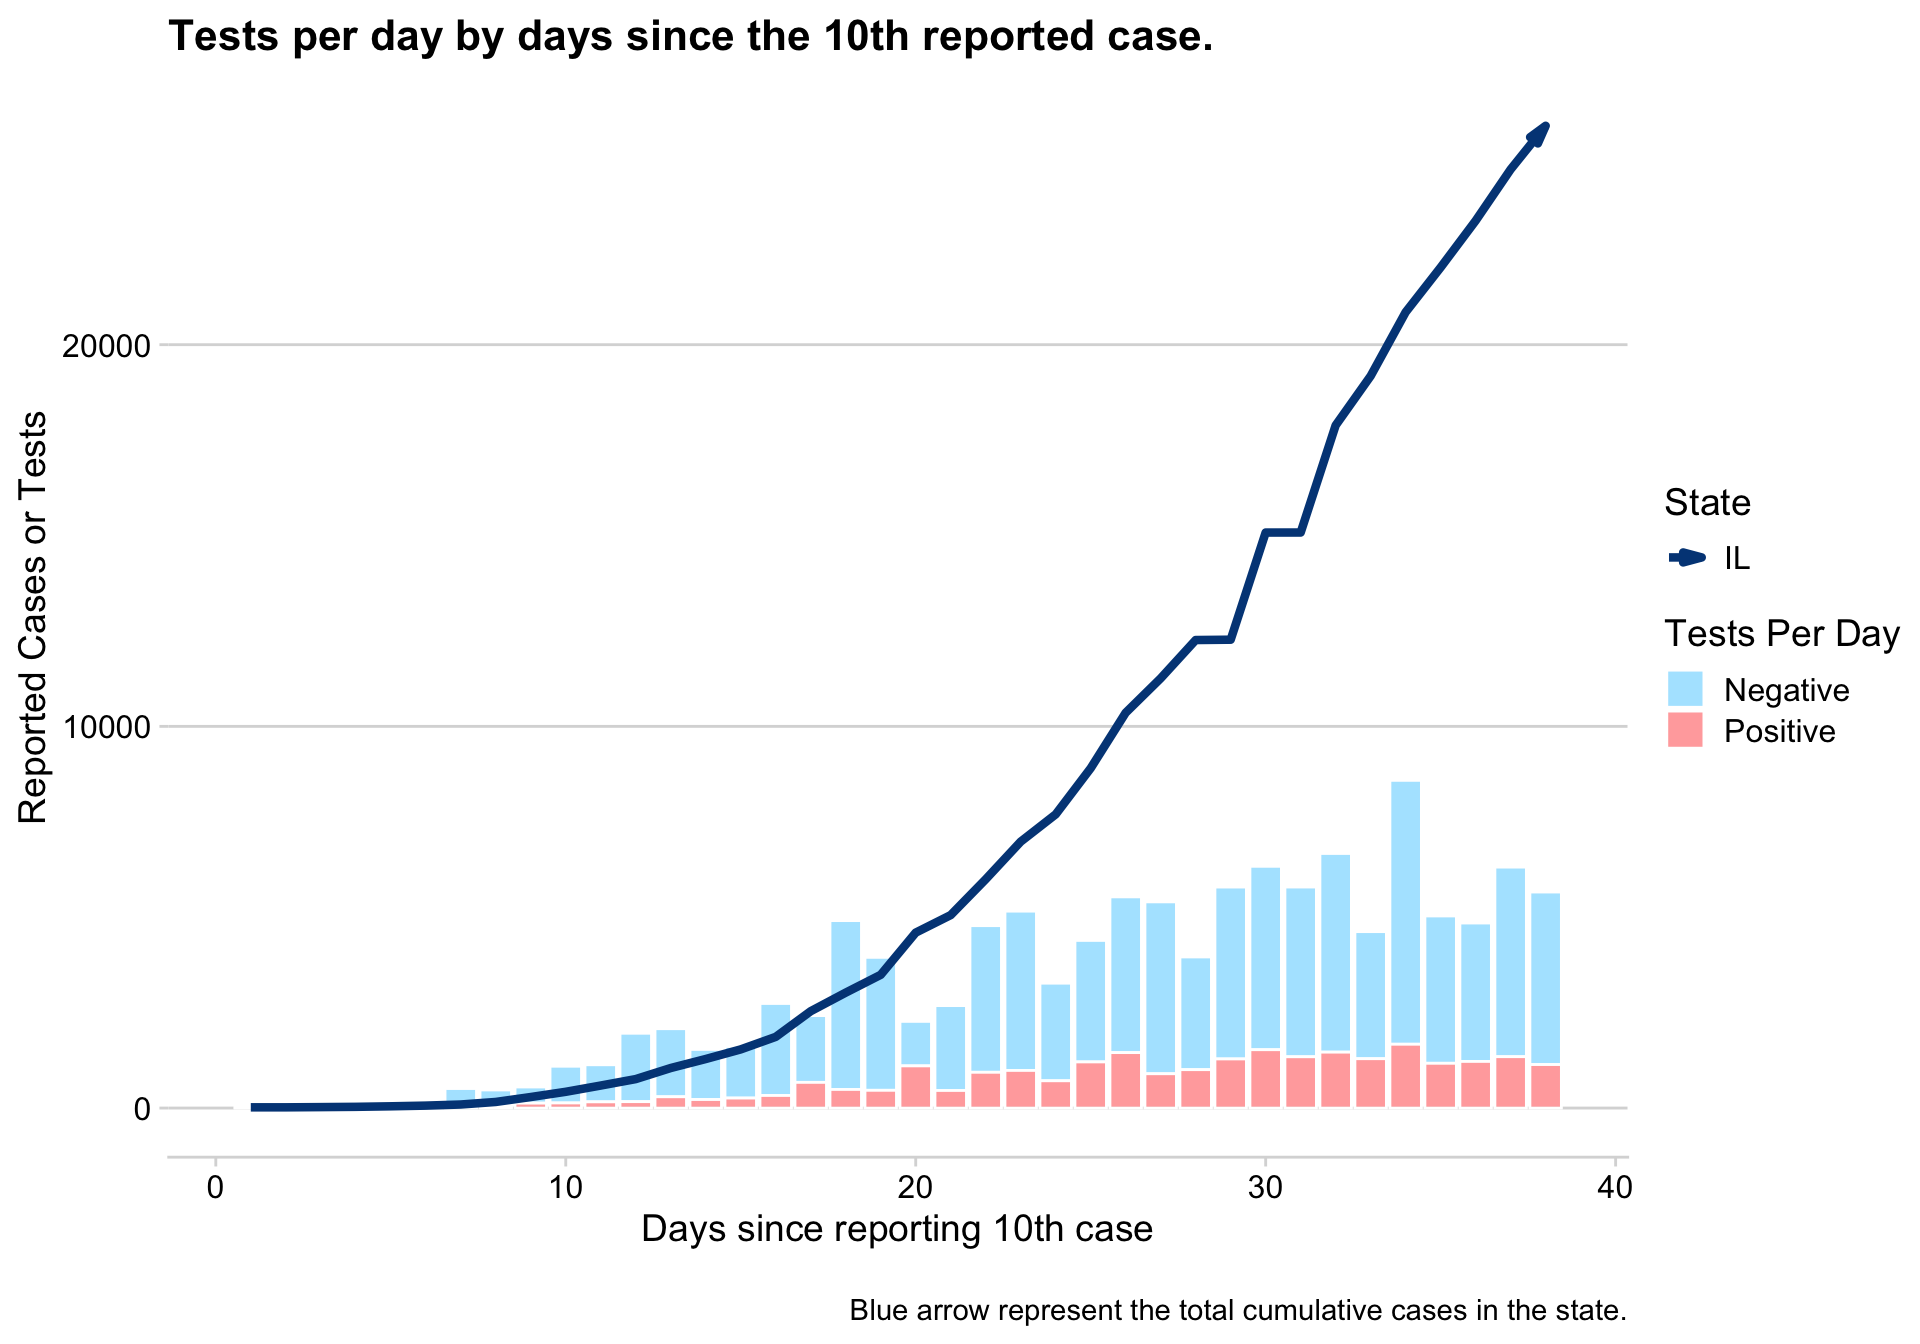 Tests per day by days since the 10th reported case.
Reported Cases or Tests
20000
10000
0
0
10
20
30
40
Days since reporting 10th case
State
IL
Tests Per Day
Negative
Positive
Blue arrow represent the total cumulative cases in the state.